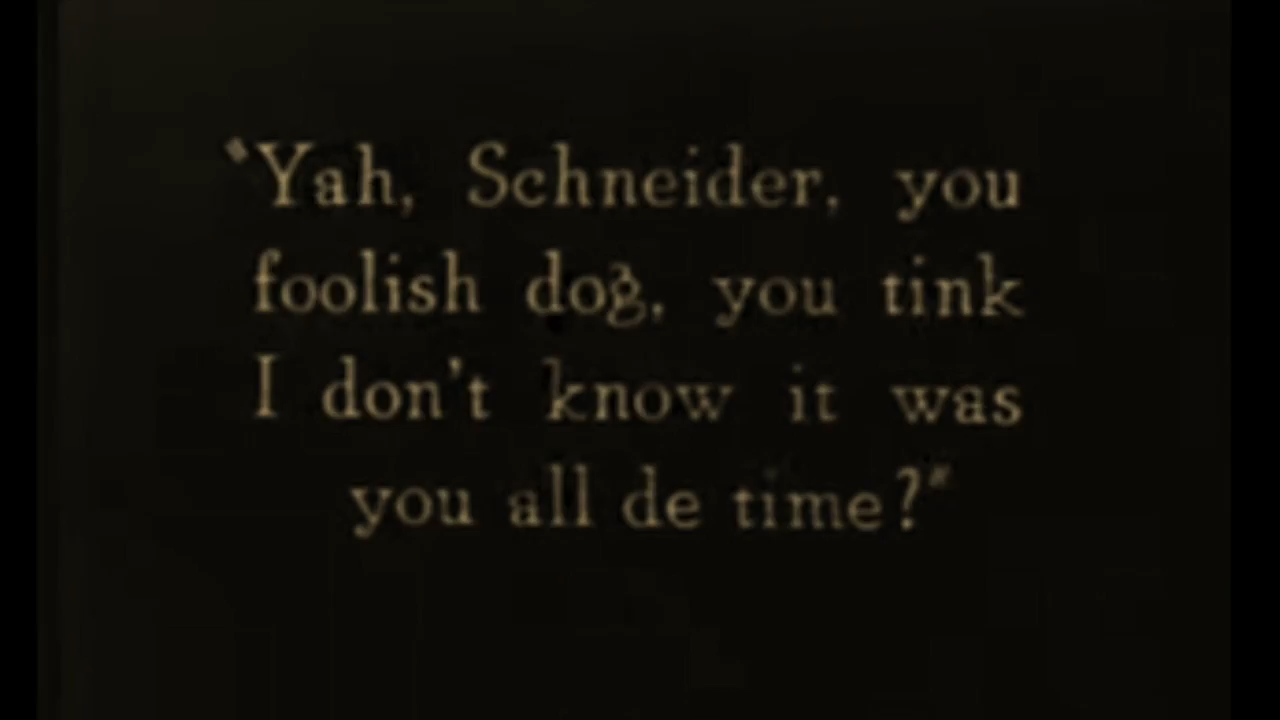 "Yah, Schneider, you
foolish dog, you tink
I don't know it was
you all de time?"